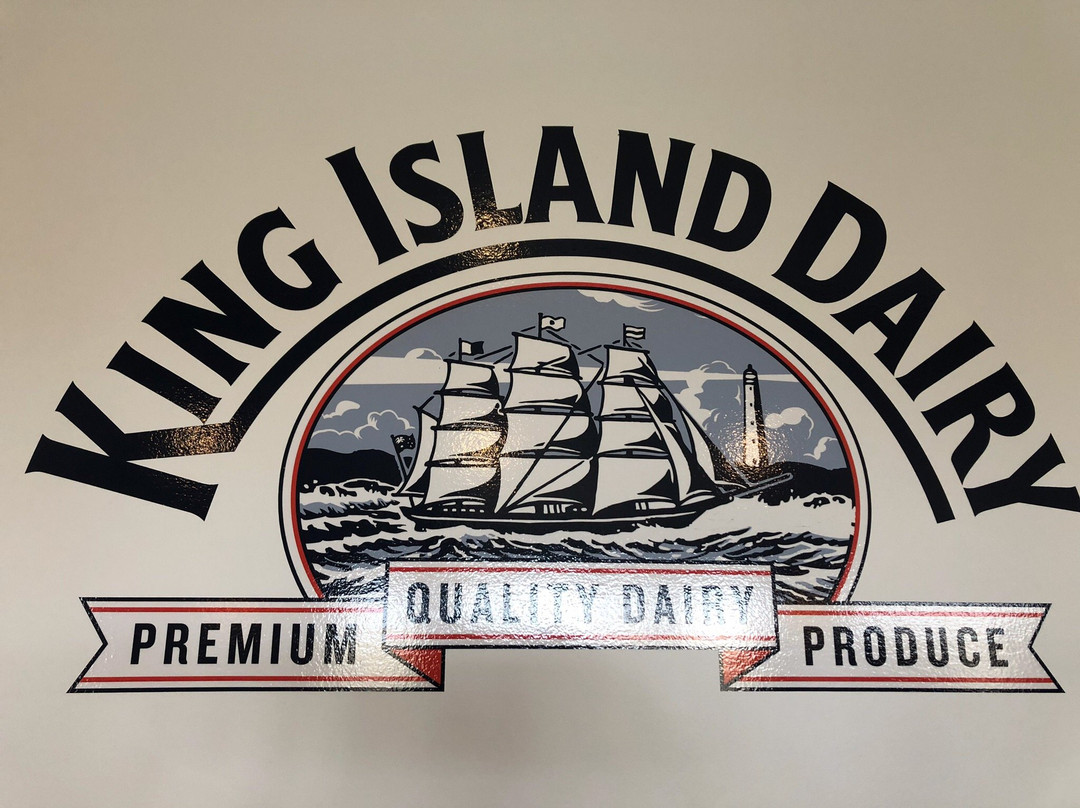 KING ISLAND DAIRY
PREMIUM QUALITY DAIRY PRODUCE